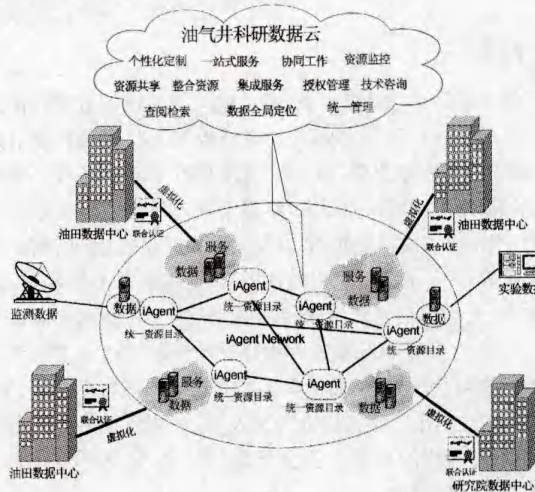 油气井科研数据云
个性化定制 一站式服务 协同工作 资源监控
资源共享 整合资源 集成服务 授权管理 技术咨询
查阅检索 数据全局定位 统一管理
油田数据中心
虚拟化
联合认证
服务
数据
服务
数据
虚拟化
联合认证
油田数据中心
监测数据
数据
iAgent
统一资源目录
iAgent
统一资源目录
iAgent
统一资源目录
iAgent
统一资源目录
数据
实验数据
iAgent Network
iAgent
统一资源目录
iAgent
统一资源目录
服务
数据
数据
联合认证
虚拟化
油田数据中心
虚拟化
联合认证
研究院数据中心